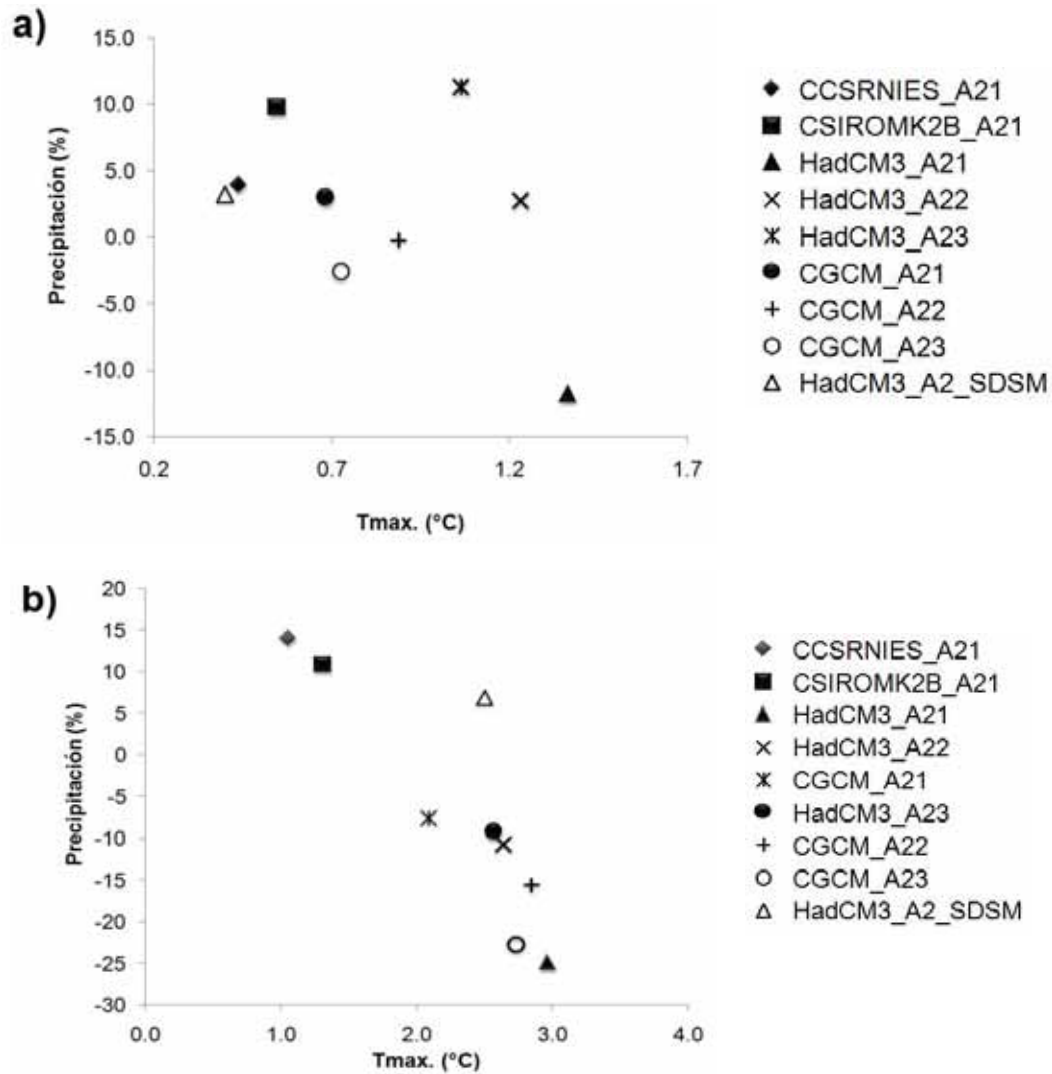 a)
Precipitación (%)
15.0
10.0
5.0
0.0
-5.0
-10.0
-15.0
0.2
0.7
1.2
1.7
Tmax. (°C)
CCSRNIES_A21
CSIROMK2B_A21
HadCM3_A21
HadCM3_A22
HadCM3_A23
CGCM_A21
CGCM_A22
CGCM_A23
HadCM3_A2_SDSM
b)
Precipitación (%)
20
15
10
5
0
-5
-10
-15
-20
-25
-30
0.0
1.0
2.0
3.0
4.0
Tmax. (°C)
CCSRNIES_A21
CSIROMK2B_A21
HadCM3_A21
HadCM3_A22
CGCM_A21
HadCM3_A23
CGCM_A22
CGCM_A23
HadCM3_A2_SDSM